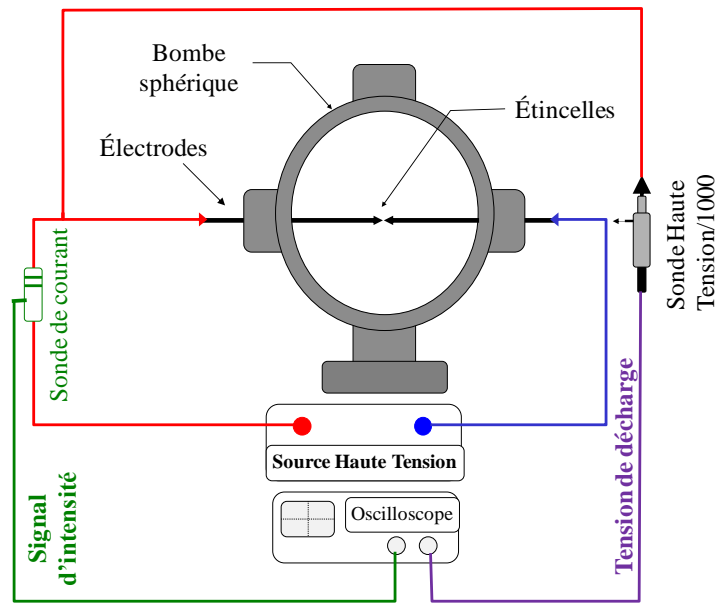 Bombe
sphérique
Étincelles
Électrodes
Sonde de courant
Sonde Haute
Tension/1000
Source Haute Tension
Oscilloscope
Signal
d'intensité
Tension de décharge